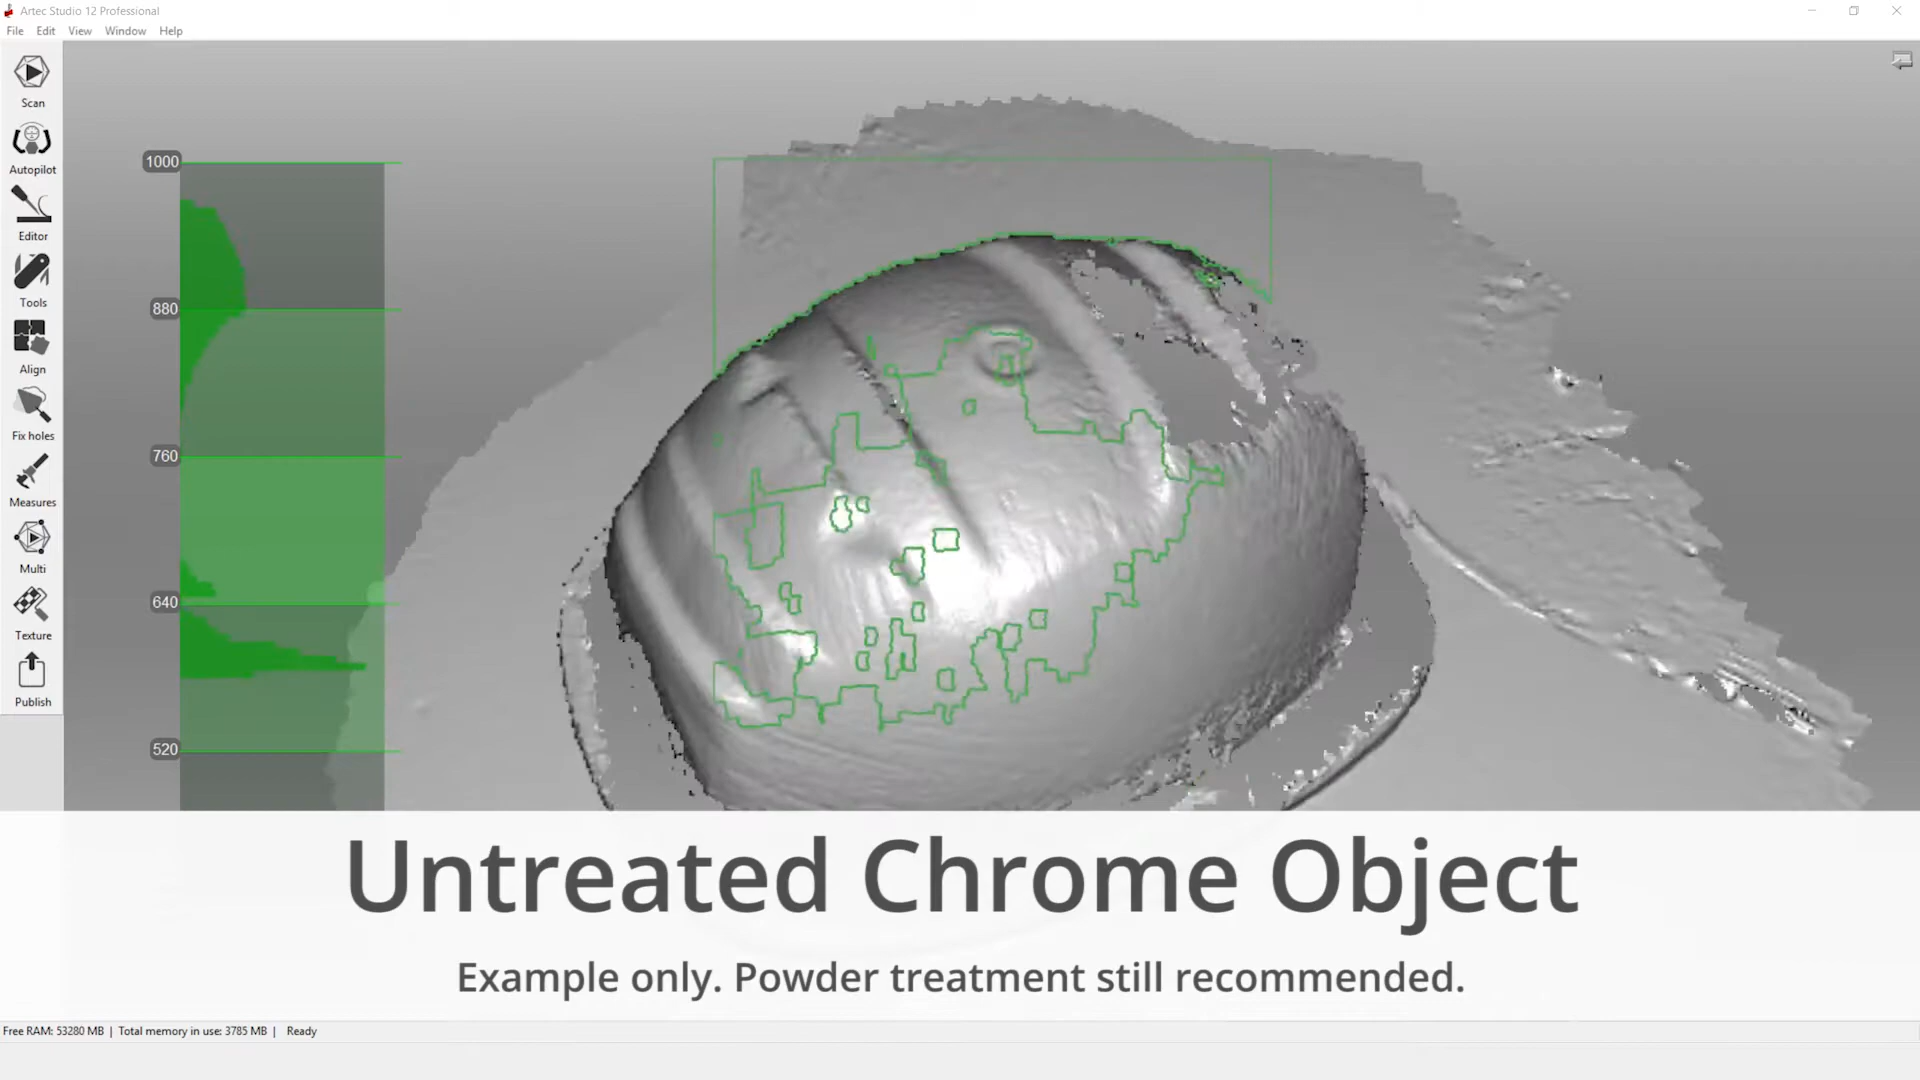 Artec Studio 12 Professional
File Edit View Window Help
Scan
Autopilot
Editor
Tools
Align
Fix holes
Measures
Multi
Texture
Publish
1000
880
760
640
520
Untreated Chrome Object
Example only. Powder treatment still recommended.
Free RAM: 53280 MB | Total memory in use: 3785 MB | Ready